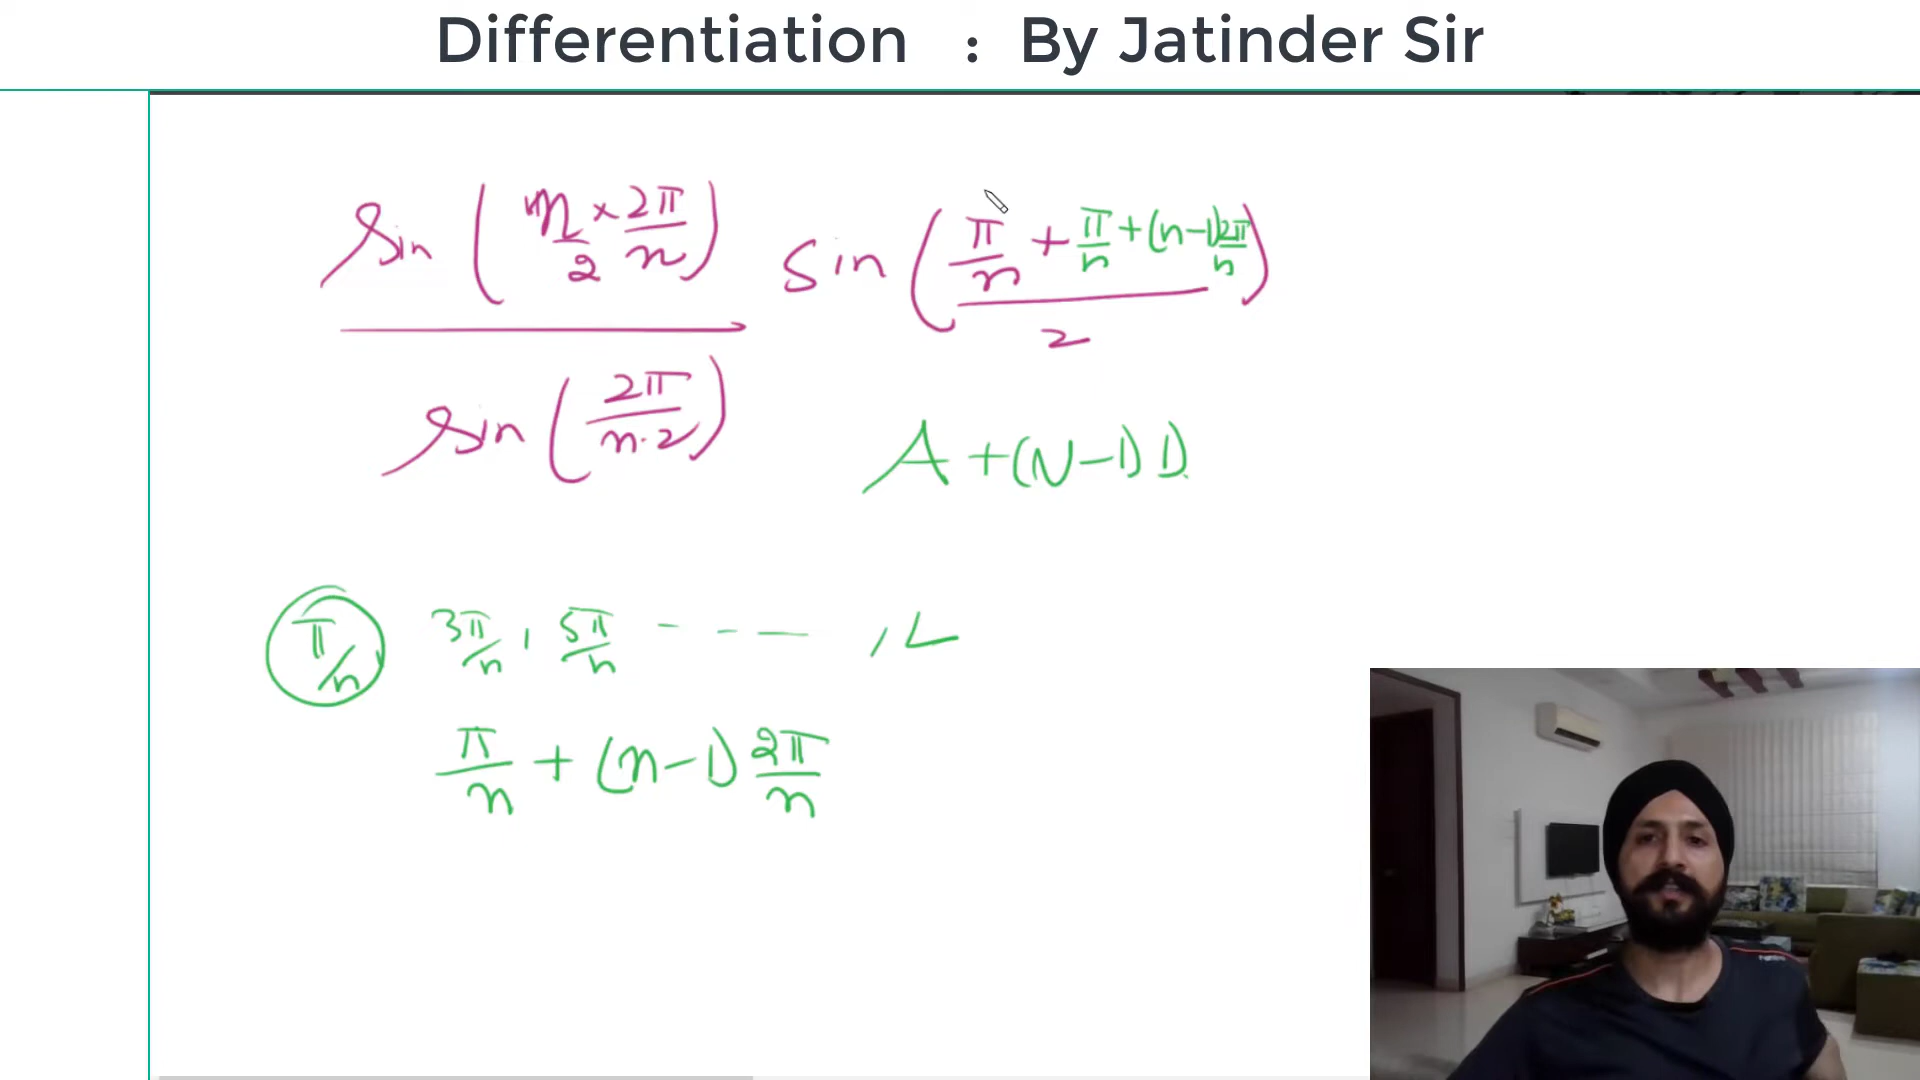 Differentiation : By Jatinder Sir
sin (n/2 × 2π/n) / sin (2π/n·2) sin ((π/n + π/n + (n-1)2π/n) / 2)
A + (N-1) D
π/n 3π/n , 5π/n - - - , L
π/n + (n-1) 2π/n